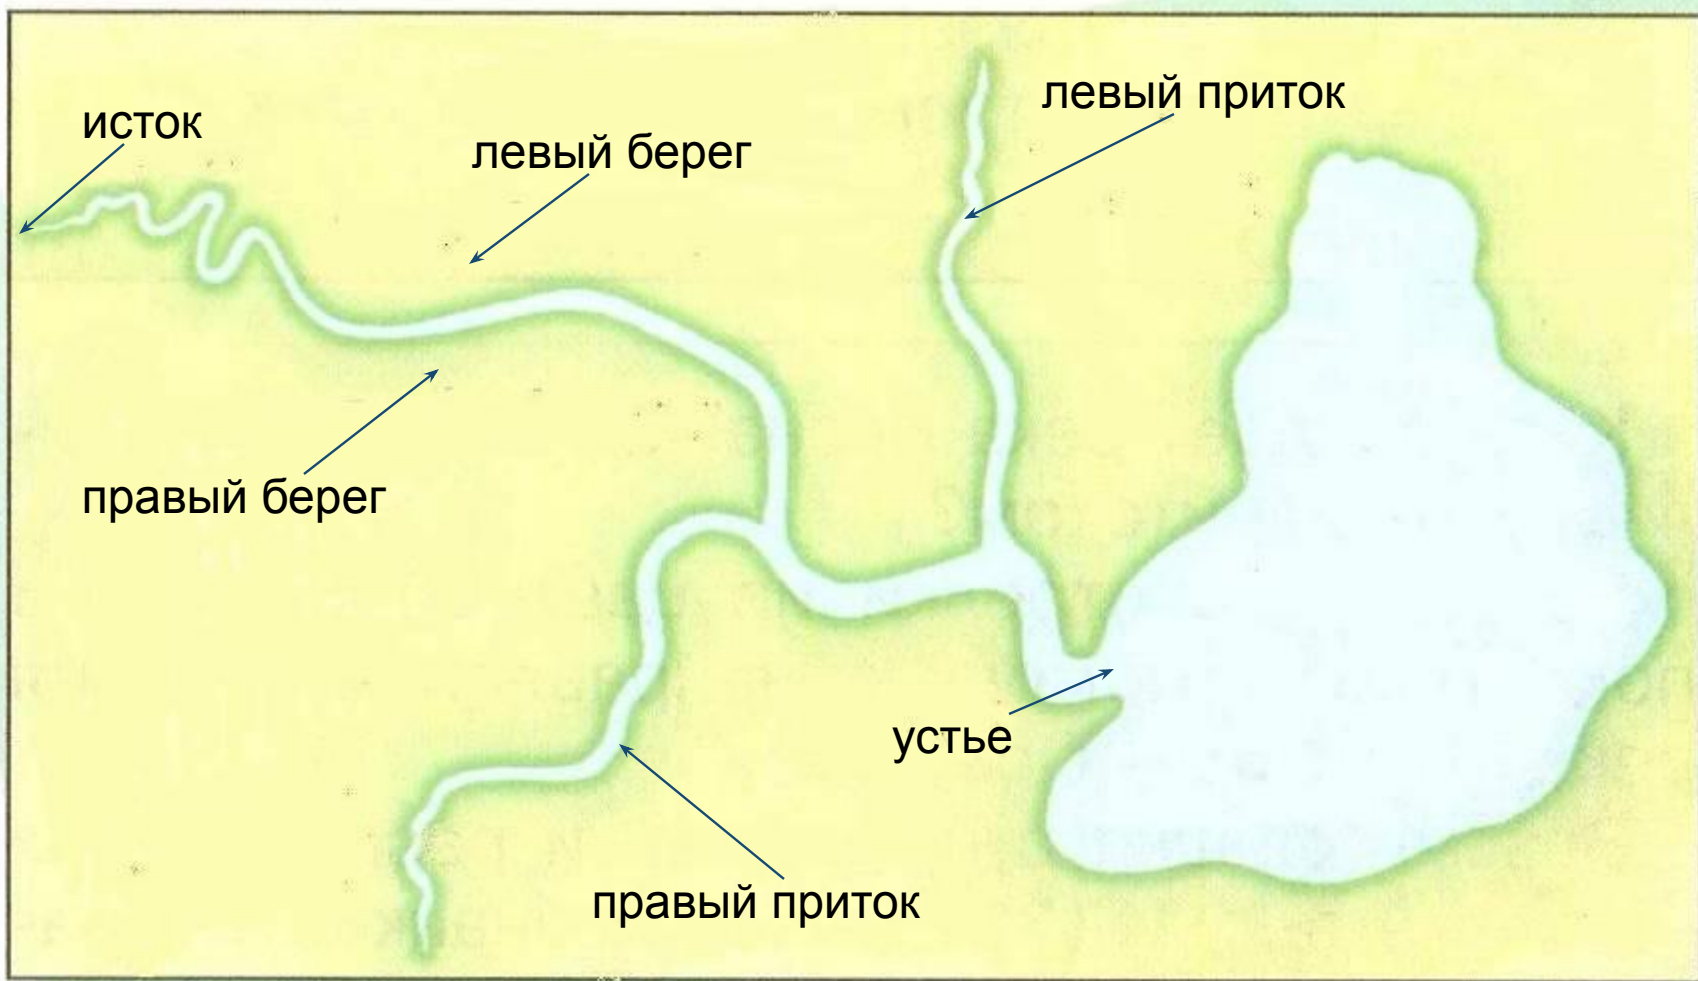 левый приток
исток
левый берег
правый берег
устье
правый приток